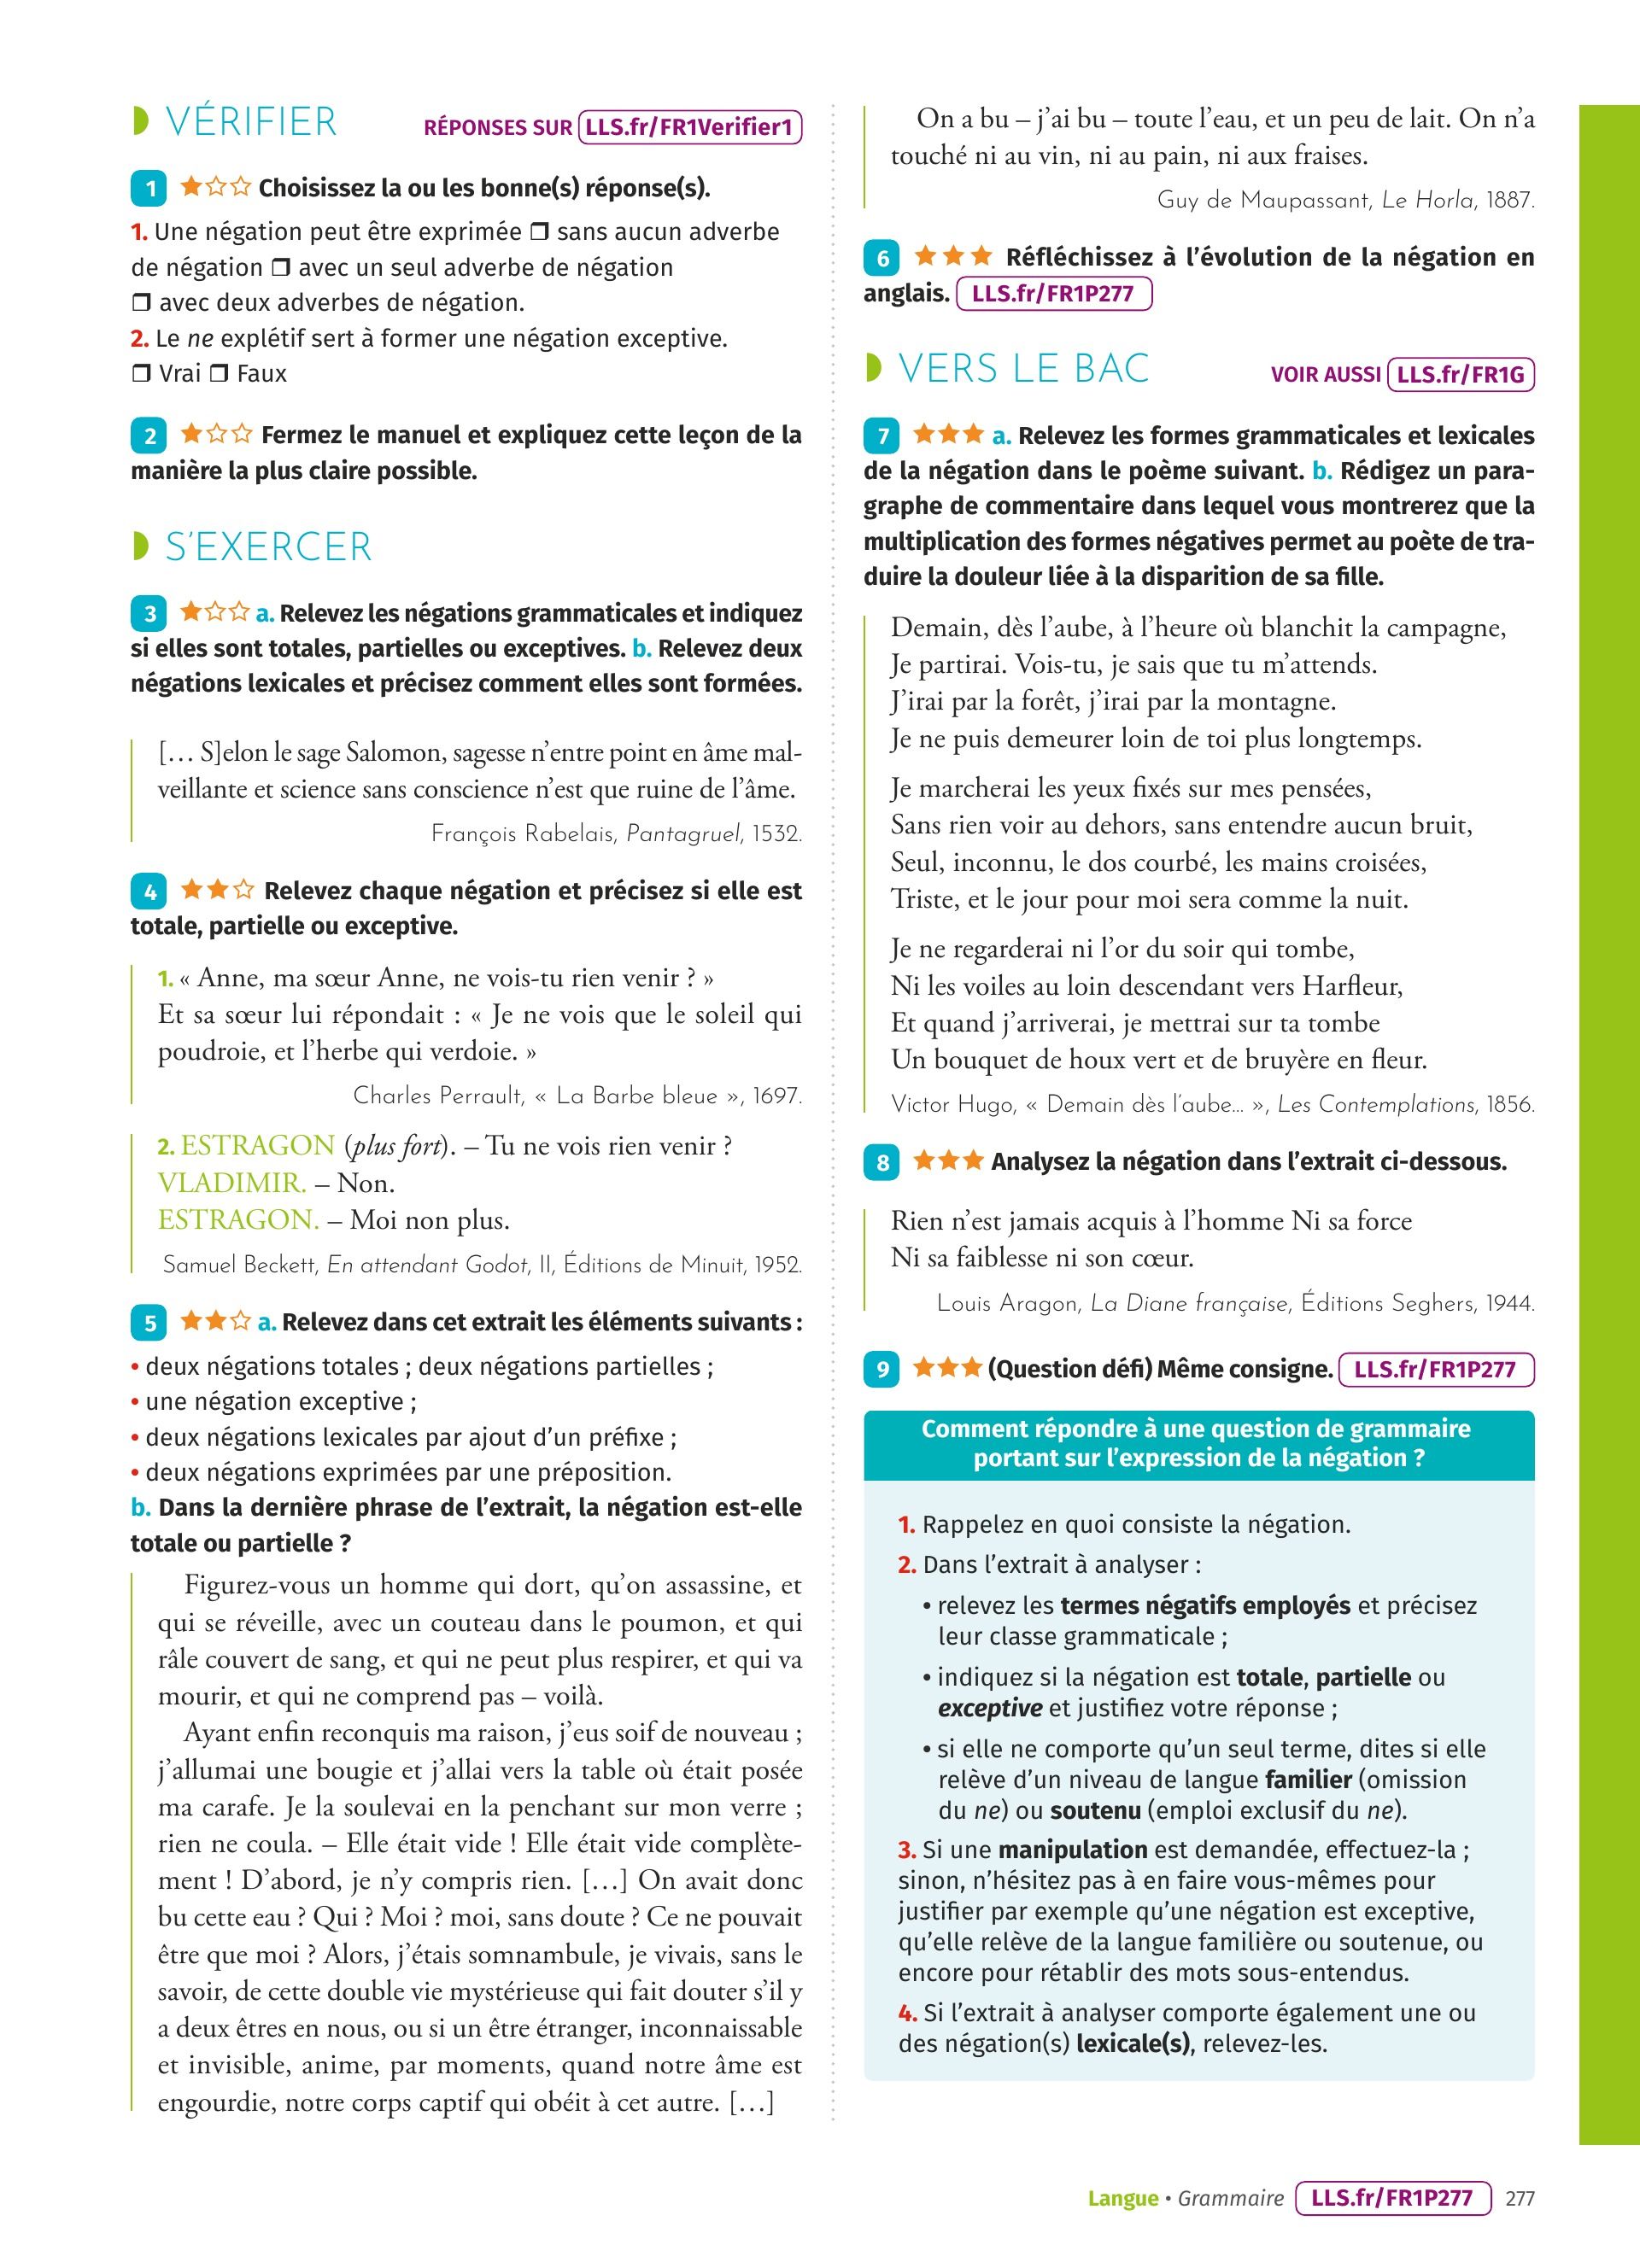 VÉRIFIER
RÉPONSES SUR LLS.fr/FR1Verifier1
1 ★☆☆ Choisissez la ou les bonne(s) réponse(s).
1. Une négation peut être exprimée ❒ sans aucun adverbe
de négation ❒ avec un seul adverbe de négation
❒ avec deux adverbes de négation.
2. Le ne explétif sert à former une négation exceptive.
❒ Vrai ❒ Faux
2 ★☆☆ Fermez le manuel et expliquez cette leçon de la
manière la plus claire possible.
S’EXERCER
3 ★☆☆ a. Relevez les négations grammaticales et indiquez
si elles sont totales, partielles ou exceptives. b. Relevez deux
négations lexicales et précisez comment elles sont formées.
[… S]elon le sage Salomon, sagesse n’entre point en âme mal-
veillante et science sans conscience n’est que ruine de l’âme.
François Rabelais, Pantagruel, 1532.
4 ★★☆ Relevez chaque négation et précisez si elle est
totale, partielle ou exceptive.
1. « Anne, ma sœur Anne, ne vois-tu rien venir ? »
Et sa sœur lui répondait : « Je ne vois que le soleil qui
poudroie, et l’herbe qui verdoie. »
Charles Perrault, « La Barbe bleue », 1697.
2. ESTRAGON (plus fort). – Tu ne vois rien venir ?
VLADIMIR. – Non.
ESTRAGON. – Moi non plus.
Samuel Beckett, En attendant Godot, II, Éditions de Minuit, 1952.
5 ★★☆ a. Relevez dans cet extrait les éléments suivants :
• deux négations totales ; deux négations partielles ;
• une négation exceptive ;
• deux négations lexicales par ajout d’un préfixe ;
• deux négations exprimées par une préposition.
b. Dans la dernière phrase de l’extrait, la négation est-elle
totale ou partielle ?
Figurez-vous un homme qui dort, qu’on assassine, et
qui se réveille, avec un couteau dans le poumon, et qui
râle couvert de sang, et qui ne peut plus respirer, et qui va
mourir, et qui ne comprend pas – voilà.
Ayant enfin reconquis ma raison, j’eus soif de nouveau ;
j’allumai une bougie et j’allai vers la table où était posée
ma carafe. Je la soulevai en la penchant sur mon verre ;
rien ne coula. – Elle était vide ! Elle était vide complète-
ment ! D’abord, je n’y compris rien. […] On avait donc
bu cette eau ? Qui ? Moi ? moi, sans doute ? Ce ne pouvait
être que moi ? Alors, j’étais somnambule, je vivais, sans le
savoir, de cette double vie mystérieuse qui fait douter s’il y
a deux êtres en nous, ou si un être étranger, inconnaissable
et invisible, anime, par moments, quand notre âme est
engourdie, notre corps captif qui obéit à cet autre. […]
On a bu – j’ai bu – toute l’eau, et un peu de lait. On n’a
touché ni au vin, ni au pain, ni aux fraises.
Guy de Maupassant, Le Horla, 1887.
6 ★★★ Réfléchissez à l’évolution de la négation en
anglais. LLS.fr/FR1P277
VERS LE BAC
VOIR AUSSI LLS.fr/FR1G
7 ★★★ a. Relevez les formes grammaticales et lexicales
de la négation dans le poème suivant. b. Rédigez un para-
graphe de commentaire dans lequel vous montrerez que la
multiplication des formes négatives permet au poète de tra-
duire la douleur liée à la disparition de sa fille.
Demain, dès l’aube, à l’heure où blanchit la campagne,
Je partirai. Vois-tu, je sais que tu m’attends.
J’irai par la forêt, j’irai par la montagne.
Je ne puis demeurer loin de toi plus longtemps.
Je marcherai les yeux fixés sur mes pensées,
Sans rien voir au dehors, sans entendre aucun bruit,
Seul, inconnu, le dos courbé, les mains croisées,
Triste, et le jour pour moi sera comme la nuit.
Je ne regarderai ni l’or du soir qui tombe,
Ni les voiles au loin descendant vers Harfleur,
Et quand j’arriverai, je mettrai sur ta tombe
Un bouquet de houx vert et de bruyère en fleur.
Victor Hugo, « Demain dès l’aube… », Les Contemplations, 1856.
8 ★★★ Analysez la négation dans l’extrait ci-dessous.
Rien n’est jamais acquis à l’homme Ni sa force
Ni sa faiblesse ni son cœur.
Louis Aragon, La Diane française, Éditions Seghers, 1944.
9 ★★★ (Question défi) Même consigne. LLS.fr/FR1P277
Comment répondre à une question de grammaire
portant sur l’expression de la négation ?
1. Rappelez en quoi consiste la négation.
2. Dans l’extrait à analyser :
• relevez les termes négatifs employés et précisez
leur classe grammaticale ;
• indiquez si la négation est totale, partielle ou
exceptive et justifiez votre réponse ;
• si elle ne comporte qu’un seul terme, dites si elle
relève d’un niveau de langue familier (omission
du ne) ou soutenu (emploi exclusif du ne).
3. Si une manipulation est demandée, effectuez-la ;
sinon, n’hésitez pas à en faire vous-mêmes pour
justifier par exemple qu’une négation est exceptive,
qu’elle relève de la langue familière ou soutenue, ou
encore pour rétablir des mots sous-entendus.
4. Si l’extrait à analyser comporte également une ou
des négation(s) lexicale(s), relevez-les.
Langue • Grammaire LLS.fr/FR1P277 277